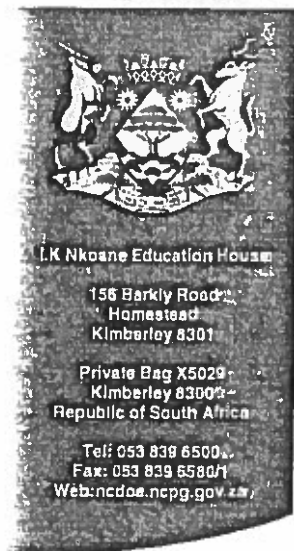 I.K Nkoane Education House
156 Barkly Road
Homestead
Kimberley 8301
Private Bag X5029
Kimberley 8300
Republic of South Africa
Tel: 053 839 6500
Fax: 053 839 6580/1
Web:ncdoe.ncpg.gov.za